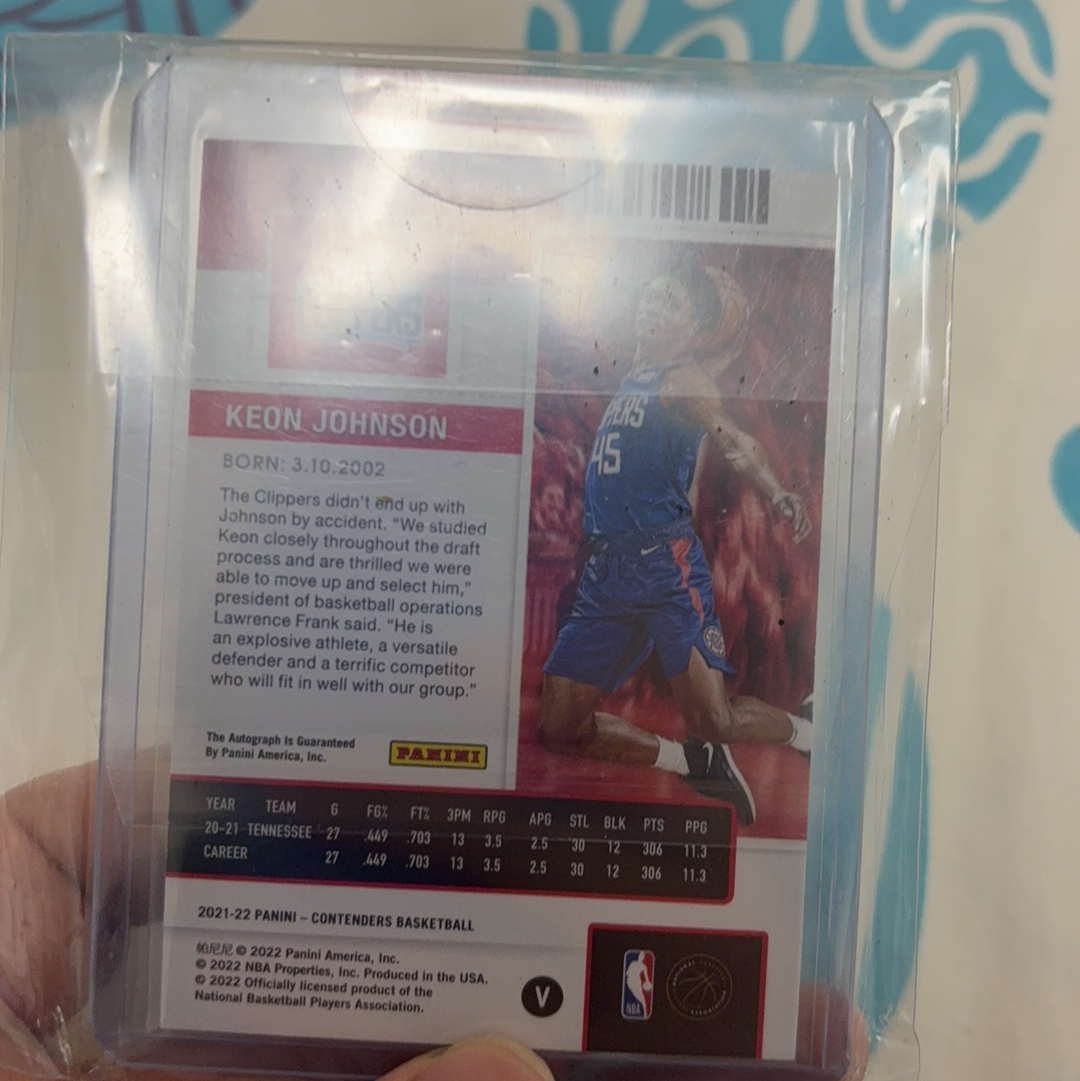 KEON JOHNSON
BORN: 3.10.2002
The Clippers didn't end up with
Johnson by accident. "We studied
Keon closely throughout the draft
process and are thrilled we were
able to move up and select him,"
president of basketball operations
Lawrence Frank said. "He is
an explosive athlete, a versatile
defender and a terrific competitor
who will fit in well with our group."
The Autograph Is Guaranteed
By Panini America, Inc.
PANINI
PERS
45
YEAR TEAM G FG% FT% 3PM RPG APG STL BLK PTS PPG
20-21 TENNESSEE 27 .449 .703 13 3.5 2.5 30 12 306 11.3
CAREER 27 .449 .703 13 3.5 2.5 30 12 306 11.3
2021-22 PANINI – CONTENDERS BASKETBALL
帕尼尼 © 2022 Panini America, Inc.
© 2022 NBA Properties, Inc. Produced in the USA.
© 2022 Officially licensed product of the
National Basketball Players Association.
V
NBA